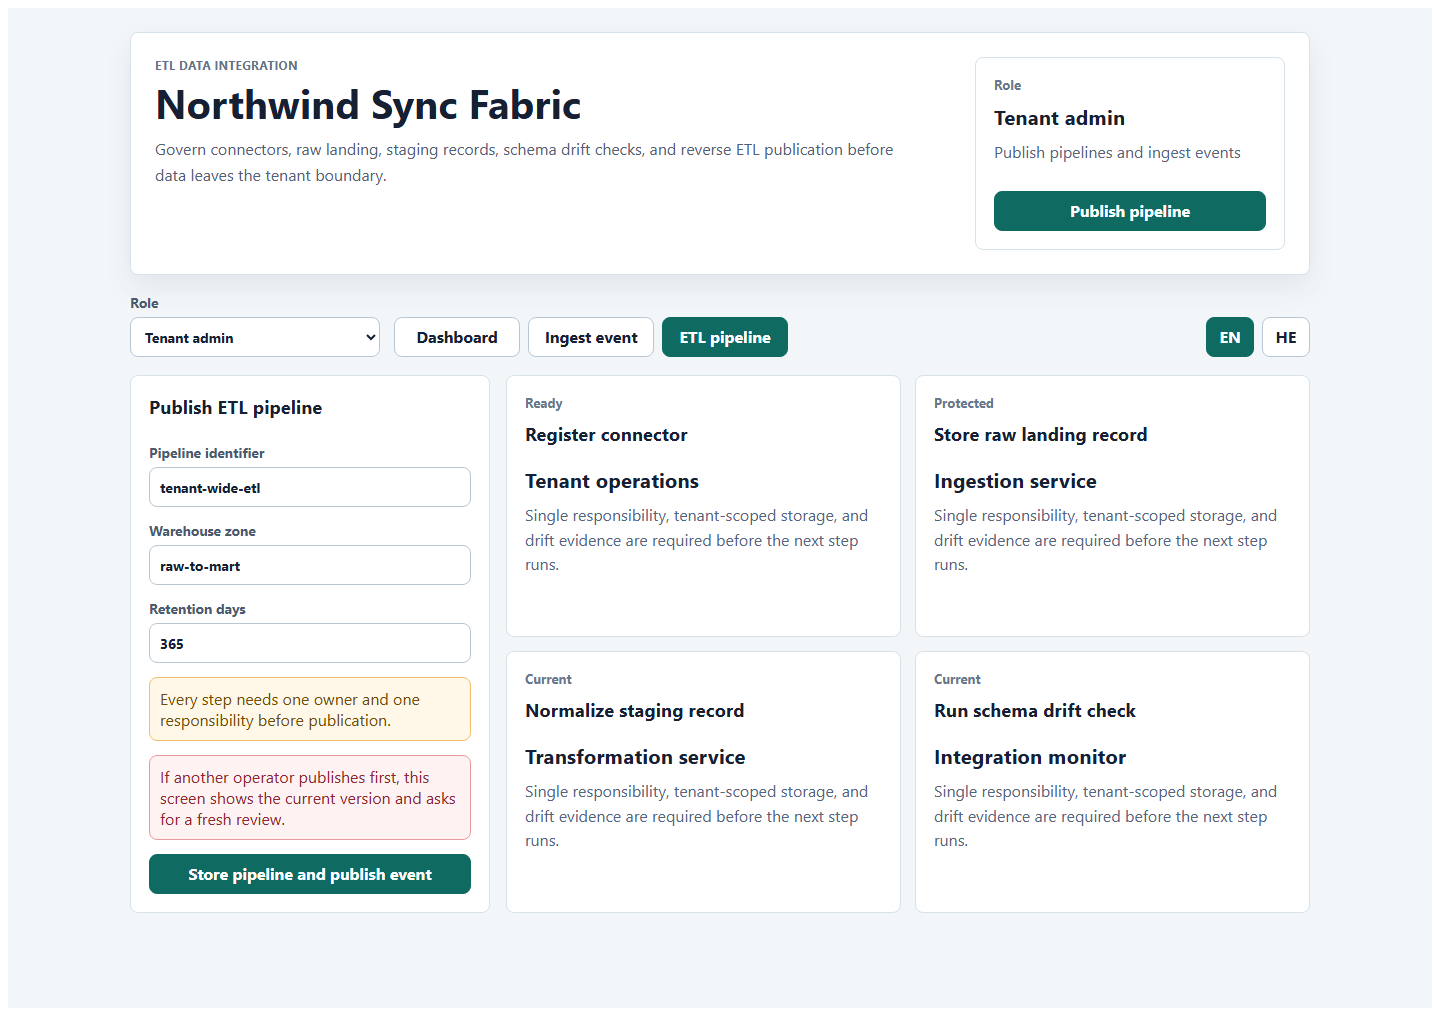 ETL DATA INTEGRATION
Northwind Sync Fabric
Govern connectors, raw landing, staging records, schema drift checks, and reverse ETL publication before
data leaves the tenant boundary.
Role
Tenant admin
Publish pipelines and ingest events
Publish pipeline
Role
Tenant admin
Dashboard
Ingest event
ETL pipeline
EN
HE
Publish ETL pipeline
Pipeline identifier
tenant-wide-etl
Warehouse zone
raw-to-mart
Retention days
365
Every step needs one owner and one
responsibility before publication.
If another operator publishes first, this
screen shows the current version and asks
for a fresh review.
Store pipeline and publish event
Ready
Register connector
Tenant operations
Single responsibility, tenant-scoped storage, and
drift evidence are required before the next step
runs.
Protected
Store raw landing record
Ingestion service
Single responsibility, tenant-scoped storage, and
drift evidence are required before the next step
runs.
Current
Normalize staging record
Transformation service
Single responsibility, tenant-scoped storage, and
drift evidence are required before the next step
runs.
Current
Run schema drift check
Integration monitor
Single responsibility, tenant-scoped storage, and
drift evidence are required before the next step
runs.